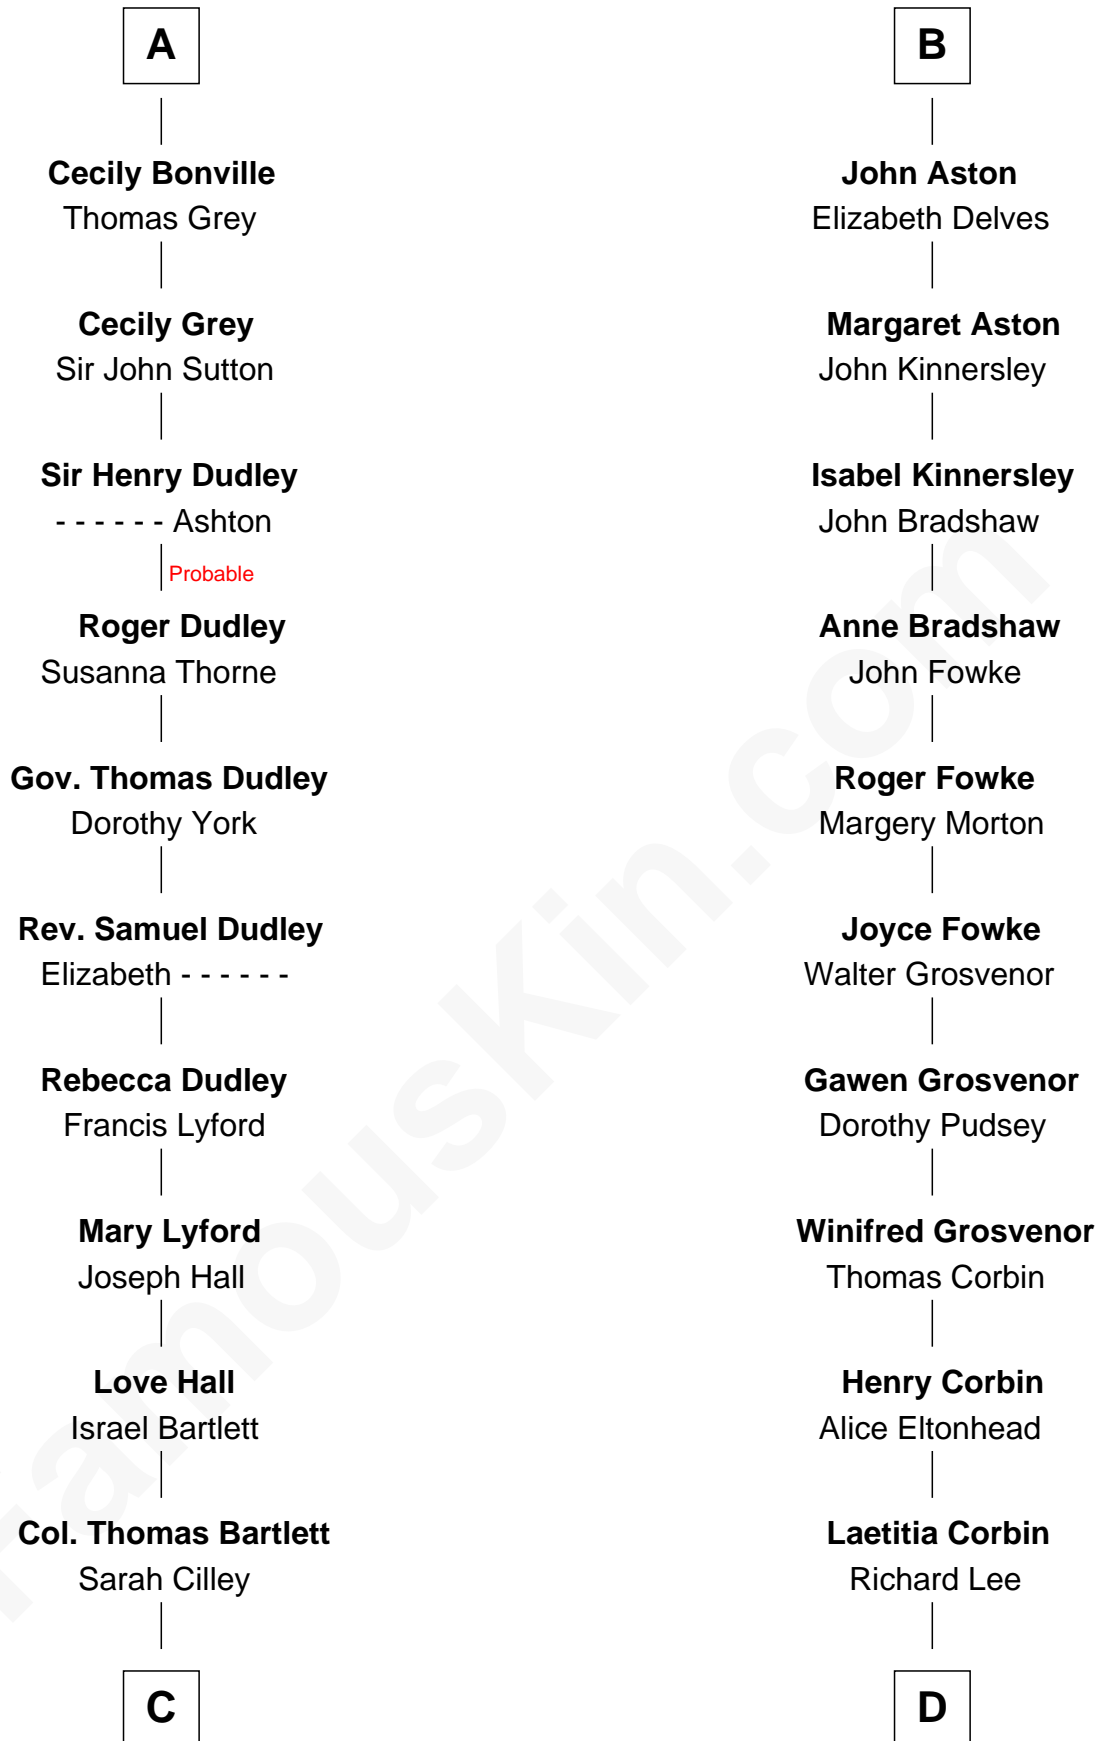 A
Cecily Bonville
Thomas Grey
Cecily Grey
Sir John Sutton
Sir Henry Dudley
- - - - - - Ashton
Probable
Roger Dudley
Susanna Thorne
Gov. Thomas Dudley
Dorothy York
Rev. Samuel Dudley
Elizabeth - - - - - -
Rebecca Dudley
Francis Lyford
Mary Lyford
Joseph Hall
Love Hall
Israel Bartlett
Col. Thomas Bartlett
Sarah Cilley
C
B
John Aston
Elizabeth Delves
Margaret Aston
John Kinnersley
Isabel Kinnersley
John Bradshaw
Anne Bradshaw
John Fowke
Roger Fowke
Margery Morton
Joyce Fowke
Walter Grosvenor
Gawen Grosvenor
Dorothy Pudsey
Winifred Grosvenor
Thomas Corbin
Henry Corbin
Alice Eltonhead
Laetitia Corbin
Richard Lee
D
FamousKin.com